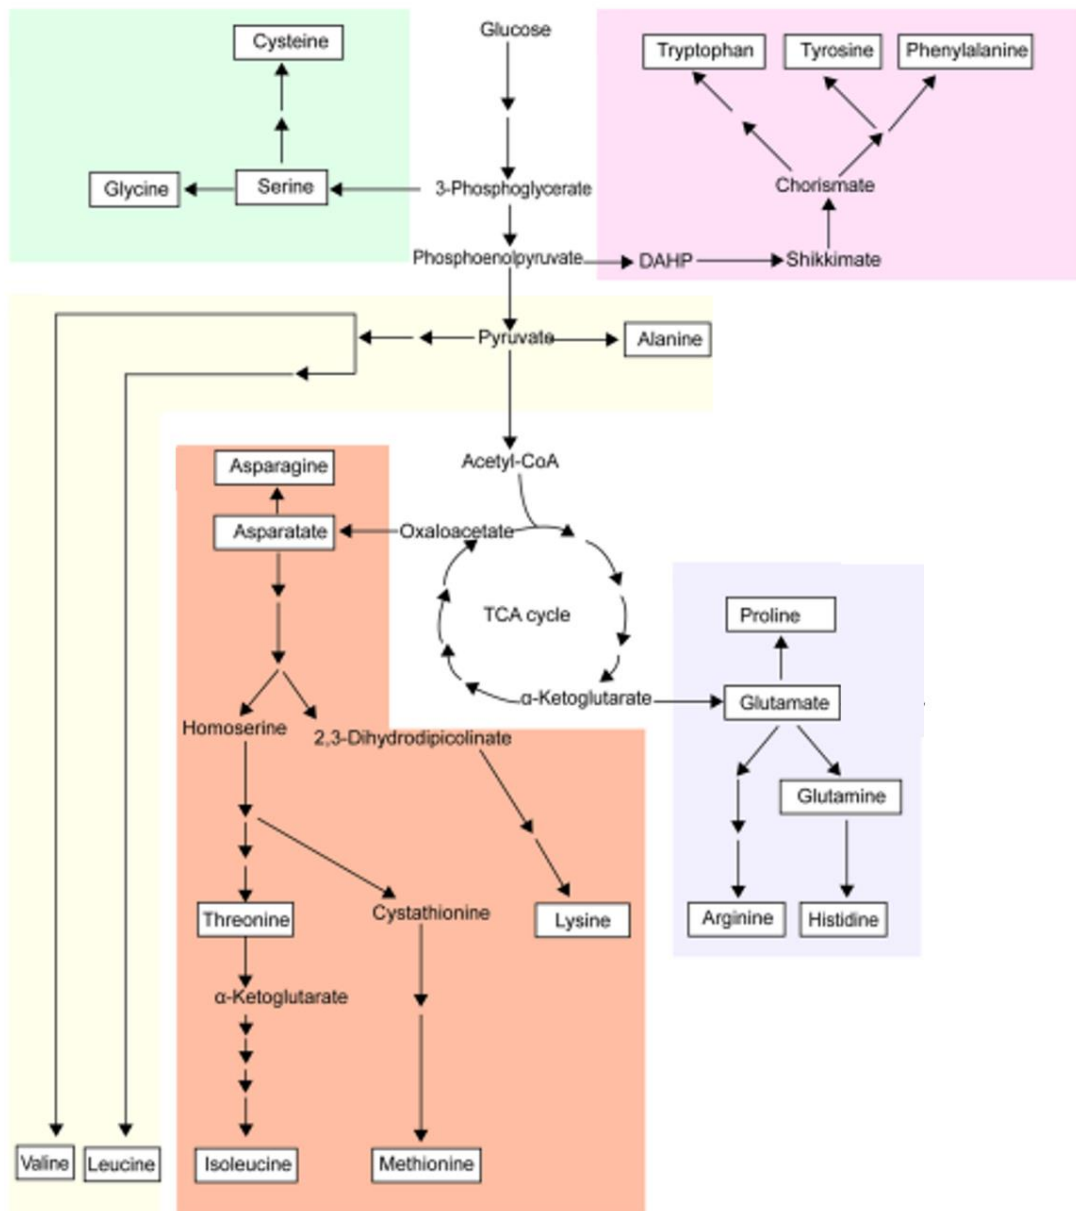 Glucose
Cysteine
Tryptophan
Tyrosine
Phenylalanine
Glycine
Serine
3-Phosphoglycerate
Chorismate
Phosphoenolpyruvate
DAHP
Shikkimate
Pyruvate
Alanine
Acetyl-CoA
Asparagine
Asparatate
Oxaloacetate
TCA cycle
Proline
α-Ketoglutarate
Glutamate
Homoserine
2,3-Dihydrodipicolinate
Glutamine
Threonine
Cystathionine
Lysine
Arginine
Histidine
α-Ketoglutarate
Valine
Leucine
Isoleucine
Methionine